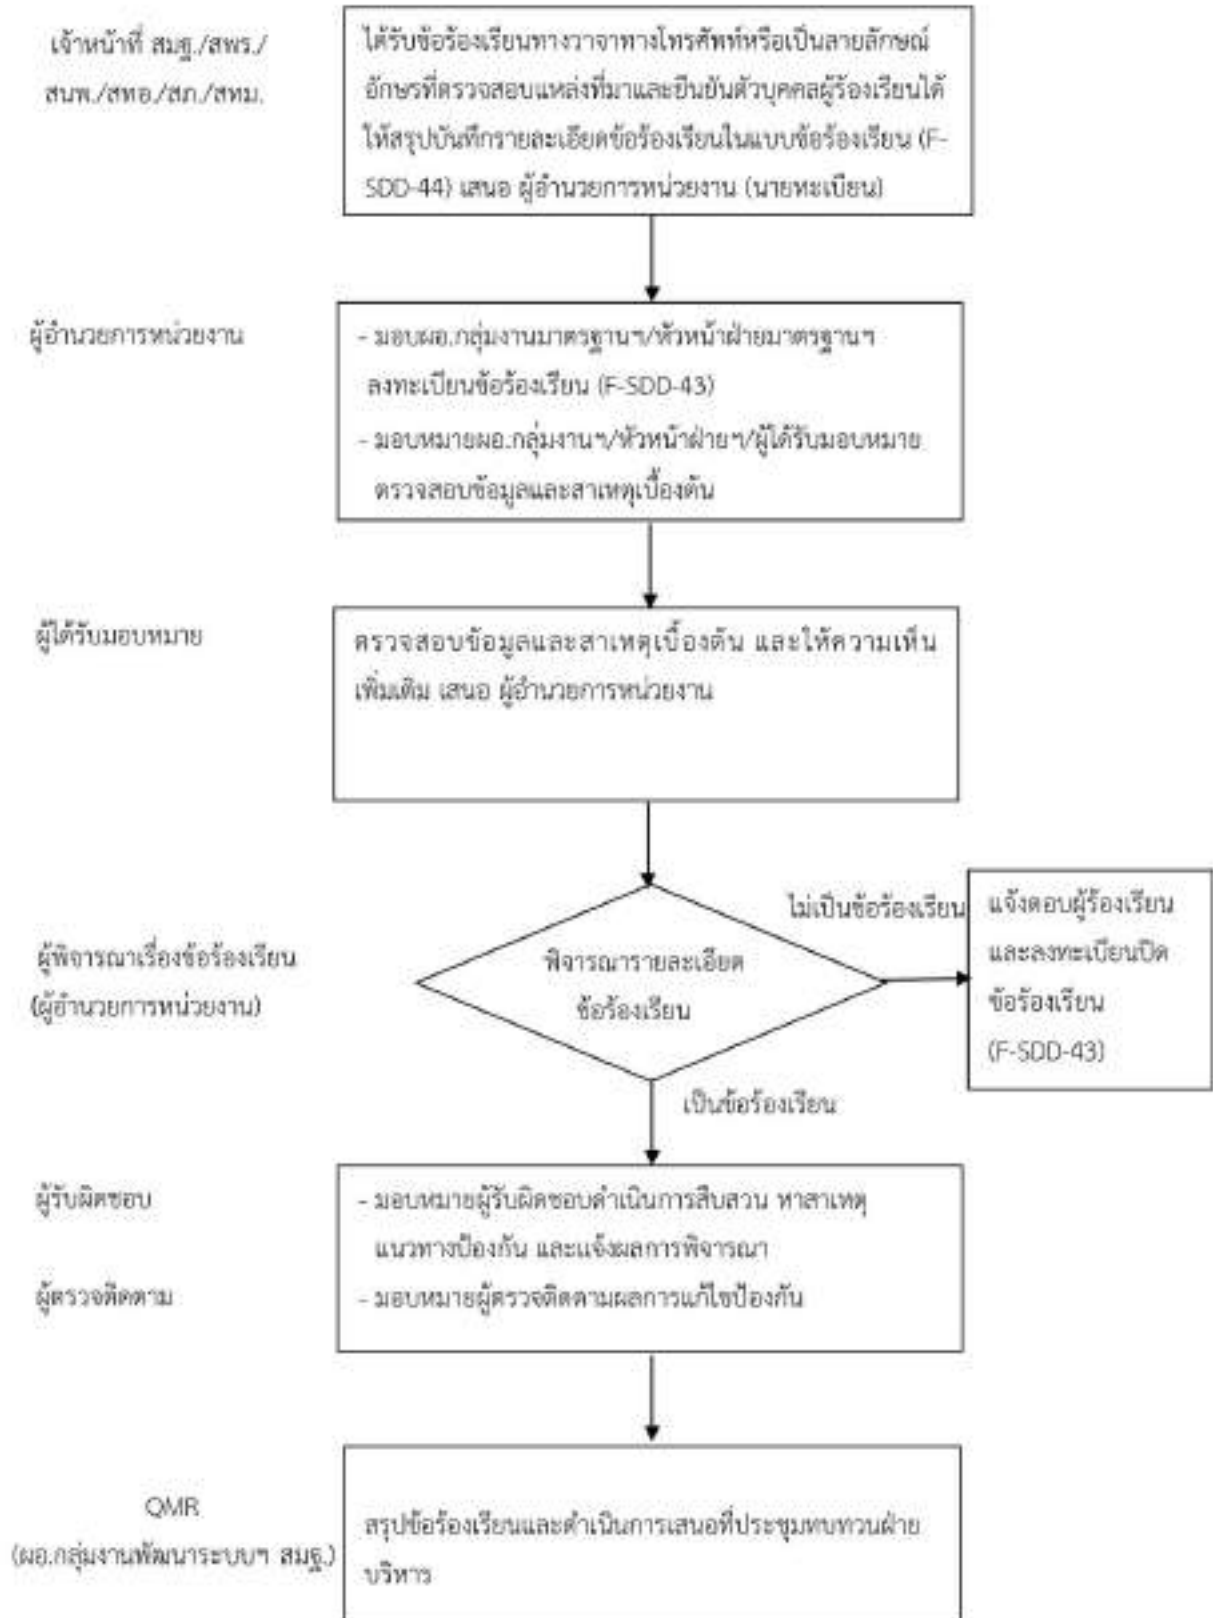 เจ้าหน้าที่ สมฐ./สพร./
สนพ./สทอ./สภ./สทม.
ได้รับข้อร้องเรียนทางวาจาทางโทรศัพท์หรือเป็นลายลักษณ์
อักษรที่ตรวจสอบแหล่งที่มาและยืนยันตัวบุคคลผู้ร้องเรียนได้
ให้สรุปบันทึกรายละเอียดข้อร้องเรียนในแบบข้อร้องเรียน (F-
SDD-44) เสนอ ผู้อำนวยการหน่วยงาน (นายทะเบียน)
ผู้อำนวยการหน่วยงาน
- มอบผอ.กลุ่มงานมาตรฐานฯ/หัวหน้าฝ่ายมาตรฐานฯ
ลงทะเบียนข้อร้องเรียน (F-SDD-43)
- มอบหมายผอ.กลุ่มงานฯ/หัวหน้าฝ่ายฯ/ผู้ได้รับมอบหมาย
ตรวจสอบข้อมูลและสาเหตุเบื้องต้น
ผู้ได้รับมอบหมาย
ตรวจสอบข้อมูลและสาเหตุเบื้องต้น และให้ความเห็น
เพิ่มเติม เสนอ ผู้อำนวยการหน่วยงาน
ผู้พิจารณาเรื่องข้อร้องเรียน
(ผู้อำนวยการหน่วยงาน)
พิจารณารายละเอียด
ข้อร้องเรียน
ไม่เป็นข้อร้องเรียน
แจ้งตอบผู้ร้องเรียน
และลงทะเบียนปิด
ข้อร้องเรียน
(F-SDD-43)
เป็นข้อร้องเรียน
ผู้รับผิดชอบ
- มอบหมายผู้รับผิดชอบดำเนินการสืบสวน หาสาเหตุ
แนวทางป้องกัน และแจ้งผลการพิจารณา
ผู้ตรวจติดตาม
- มอบหมายผู้ตรวจติดตามผลการแก้ไขป้องกัน
QMR
(ผอ.กลุ่มงานพัฒนาระบบฯ สมฐ.)
สรุปข้อร้องเรียนและดำเนินการเสนอที่ประชุมทบทวนฝ่าย
บริหาร